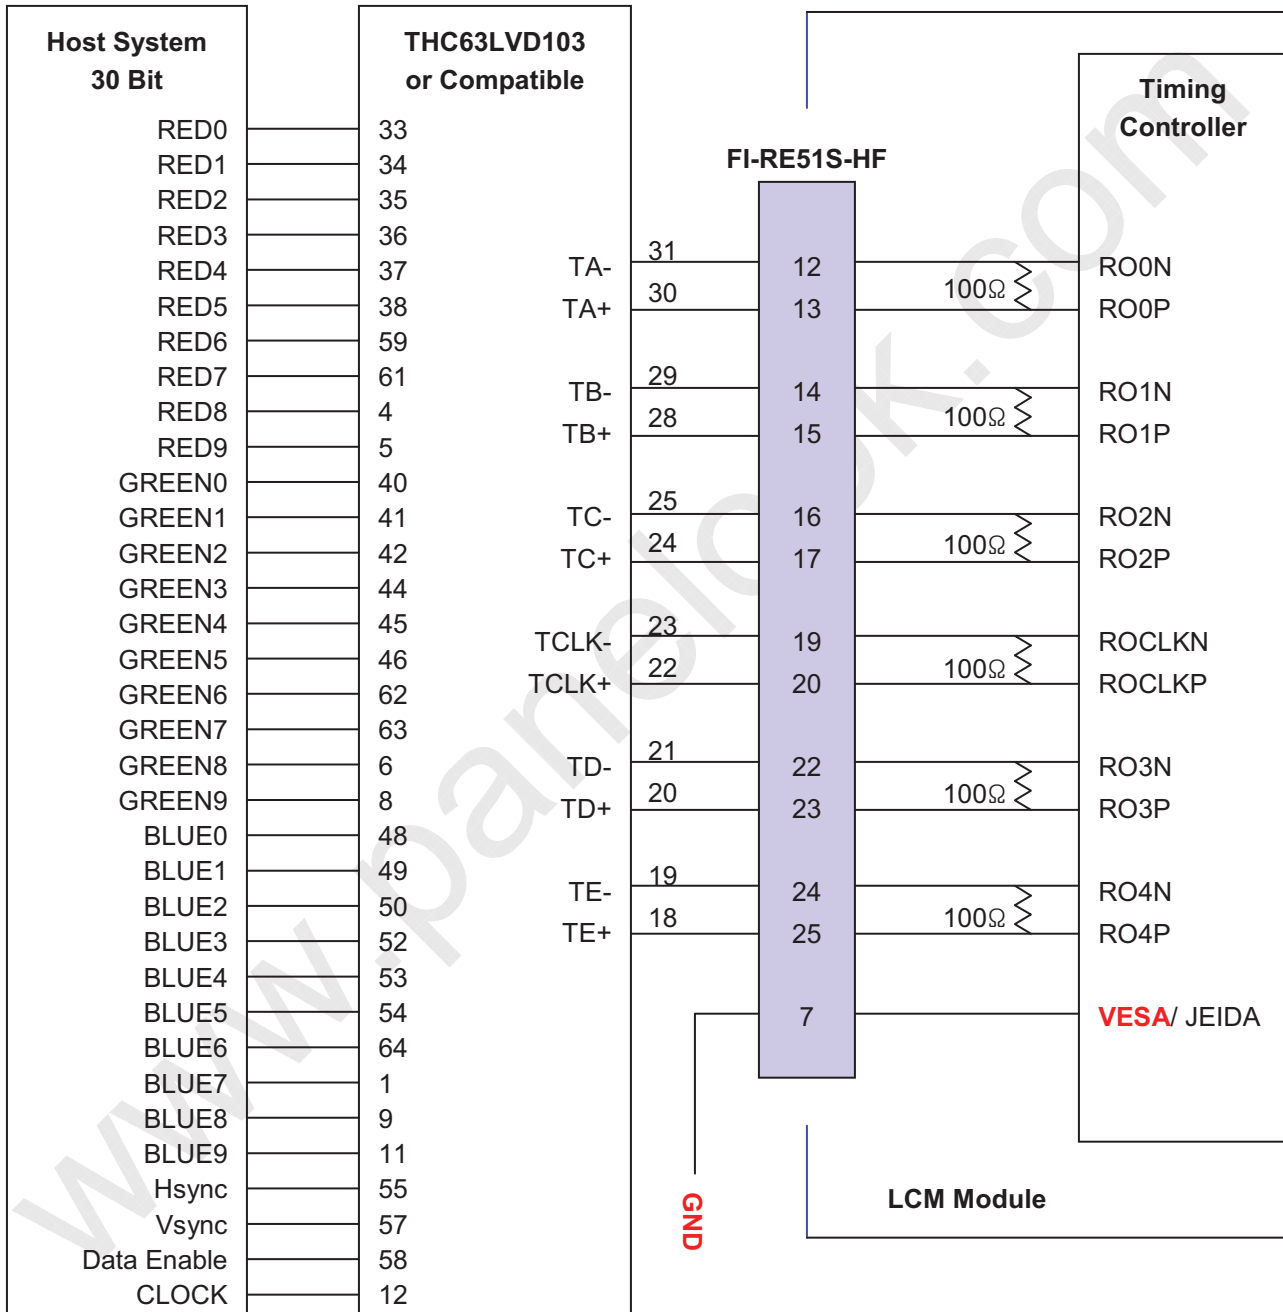 Host System
30 Bit
RED0
RED1
RED2
RED3
RED4
RED5
RED6
RED7
RED8
RED9
GREEN0
GREEN1
GREEN2
GREEN3
GREEN4
GREEN5
GREEN6
GREEN7
GREEN8
GREEN9
BLUE0
BLUE1
BLUE2
BLUE3
BLUE4
BLUE5
BLUE6
BLUE7
BLUE8
BLUE9
Hsync
Vsync
Data Enable
CLOCK
THC63LVD103
or Compatible
33
34
35
36
37
38
59
61
4
5
40
41
42
44
45
46
62
63
6
8
48
49
50
52
53
54
64
1
9
11
55
57
58
12
TA- 31
TA+ 30
TB- 29
TB+ 28
TC- 25
TC+ 24
TCLK- 23
TCLK+ 22
TD- 21
TD+ 20
TE- 19
TE+ 18
GND
FI-RE51S-HF
12
13
14
15
16
17
19
20
22
23
24
25
7
100Ω
100Ω
100Ω
100Ω
100Ω
100Ω
Timing
Controller
RO0N
RO0P
RO1N
RO1P
RO2N
RO2P
ROCLKN
ROCLKP
RO3N
RO3P
RO4N
RO4P
VESA/ JEIDA
LCM Module
www.panelook.com